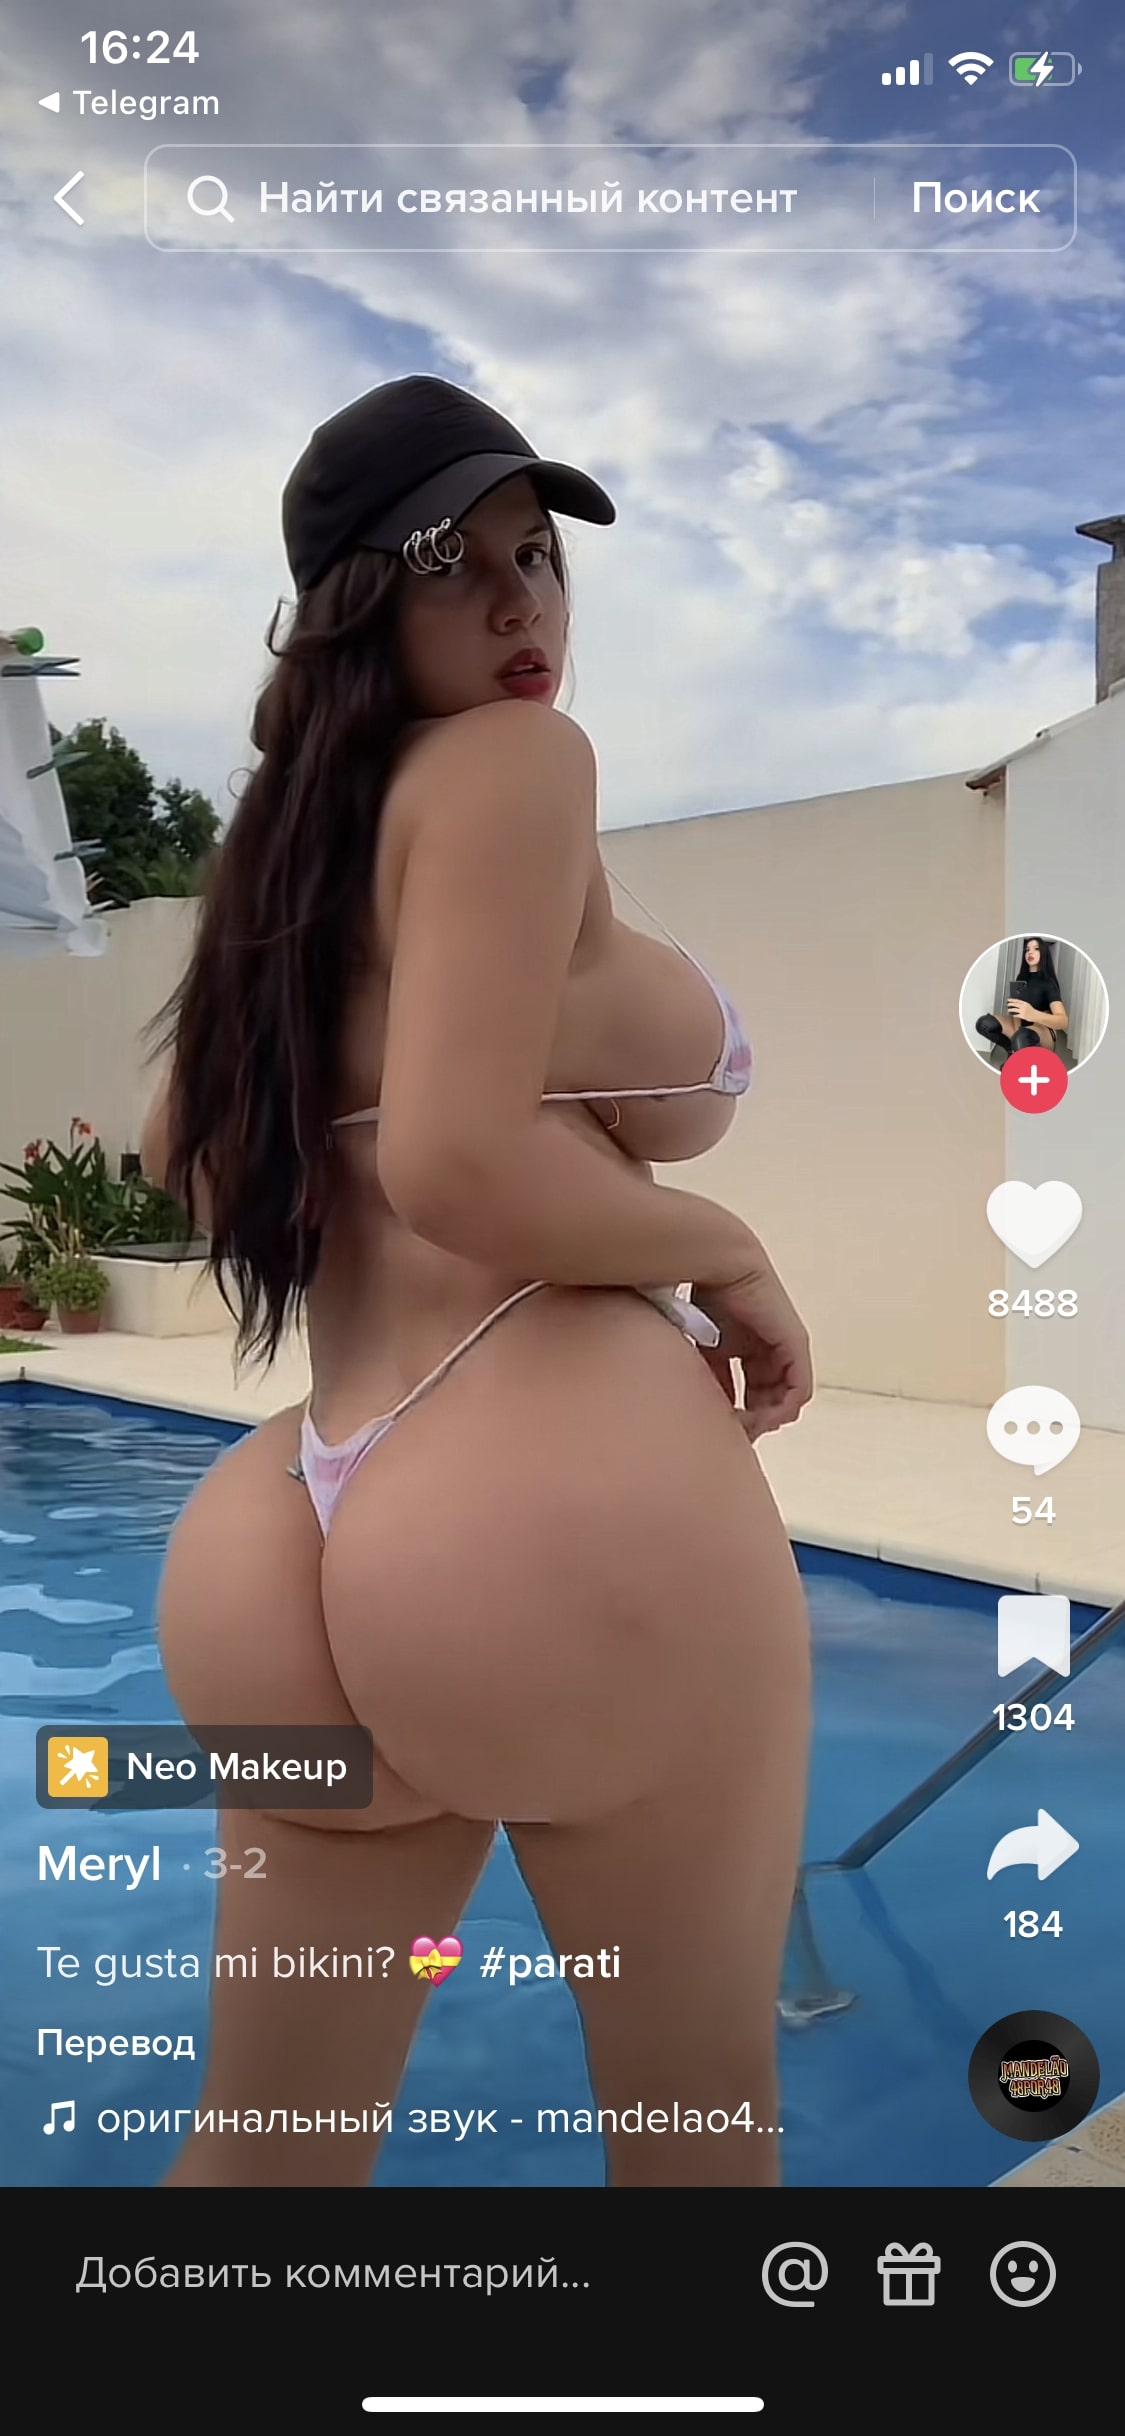 16:24
Telegram
Найти связанный контент
Поиск
8488
54
1304
184
Neo Makeup
Meryl · 3-2
Te gusta mi bikini? 💝 #parati
Перевод
оригинальный звук - mandelao4...
MANDELÃO
48POR48
Добавить комментарий...
@